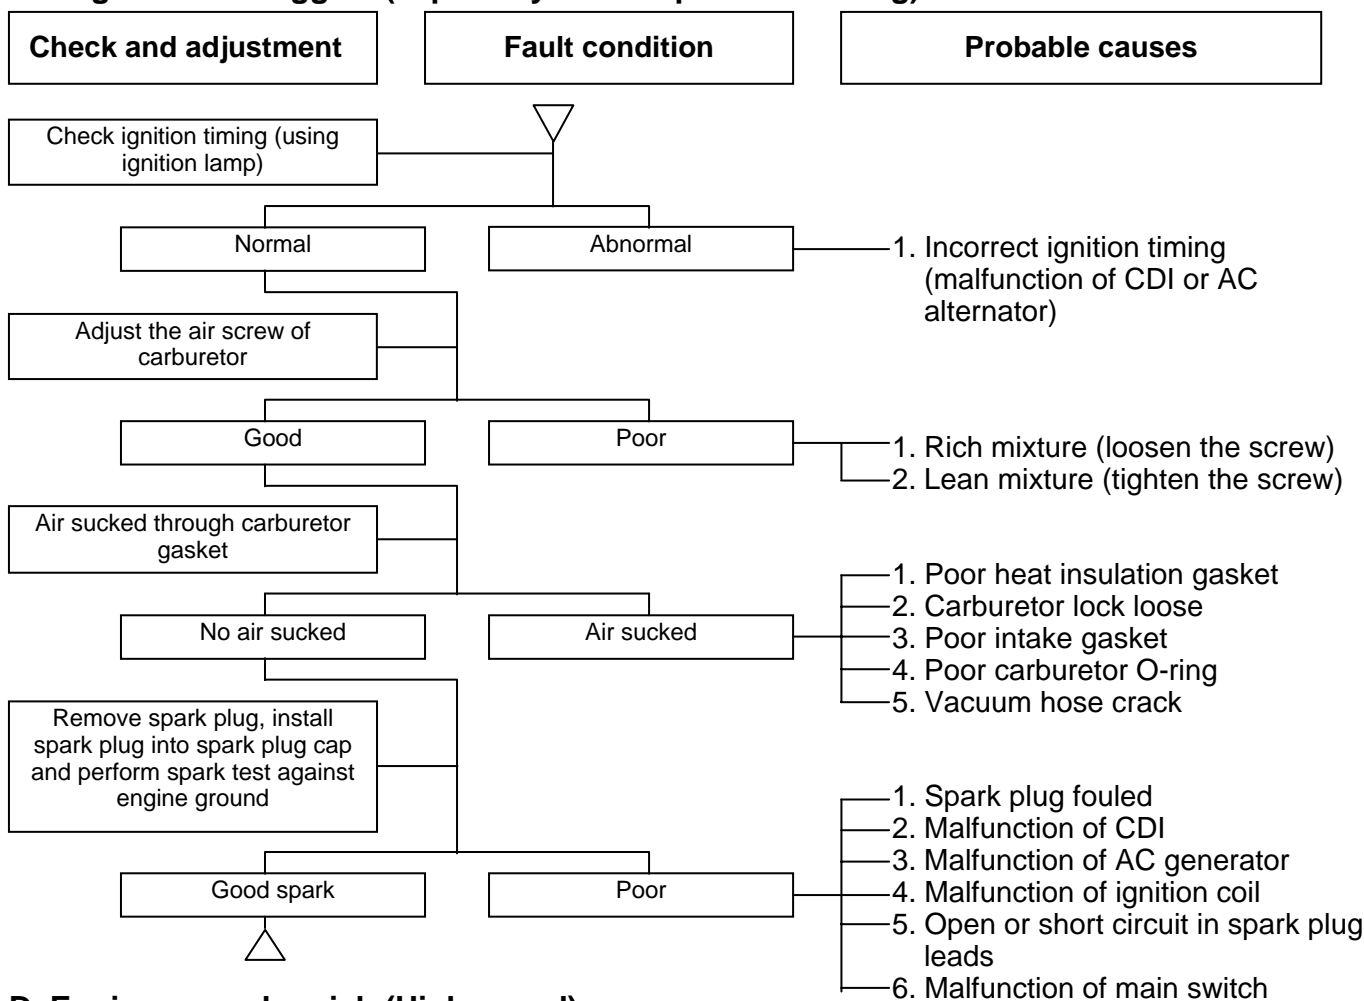 Check and adjustment
Fault condition
Probable causes
Check ignition timing (using
ignition lamp)
Normal
Abnormal
1. Incorrect ignition timing
(malfunction of CDI or AC
alternator)
Adjust the air screw of
carburetor
Good
Poor
1. Rich mixture (loosen the screw)
2. Lean mixture (tighten the screw)
Air sucked through carburetor
gasket
No air sucked
Air sucked
1. Poor heat insulation gasket
2. Carburetor lock loose
3. Poor intake gasket
4. Poor carburetor O-ring
5. Vacuum hose crack
Remove spark plug, install
spark plug into spark plug cap
and perform spark test against
engine ground
Good spark
Poor
1. Spark plug fouled
2. Malfunction of CDI
3. Malfunction of AC generator
4. Malfunction of ignition coil
5. Open or short circuit in spark plug
leads
6. Malfunction of main switch